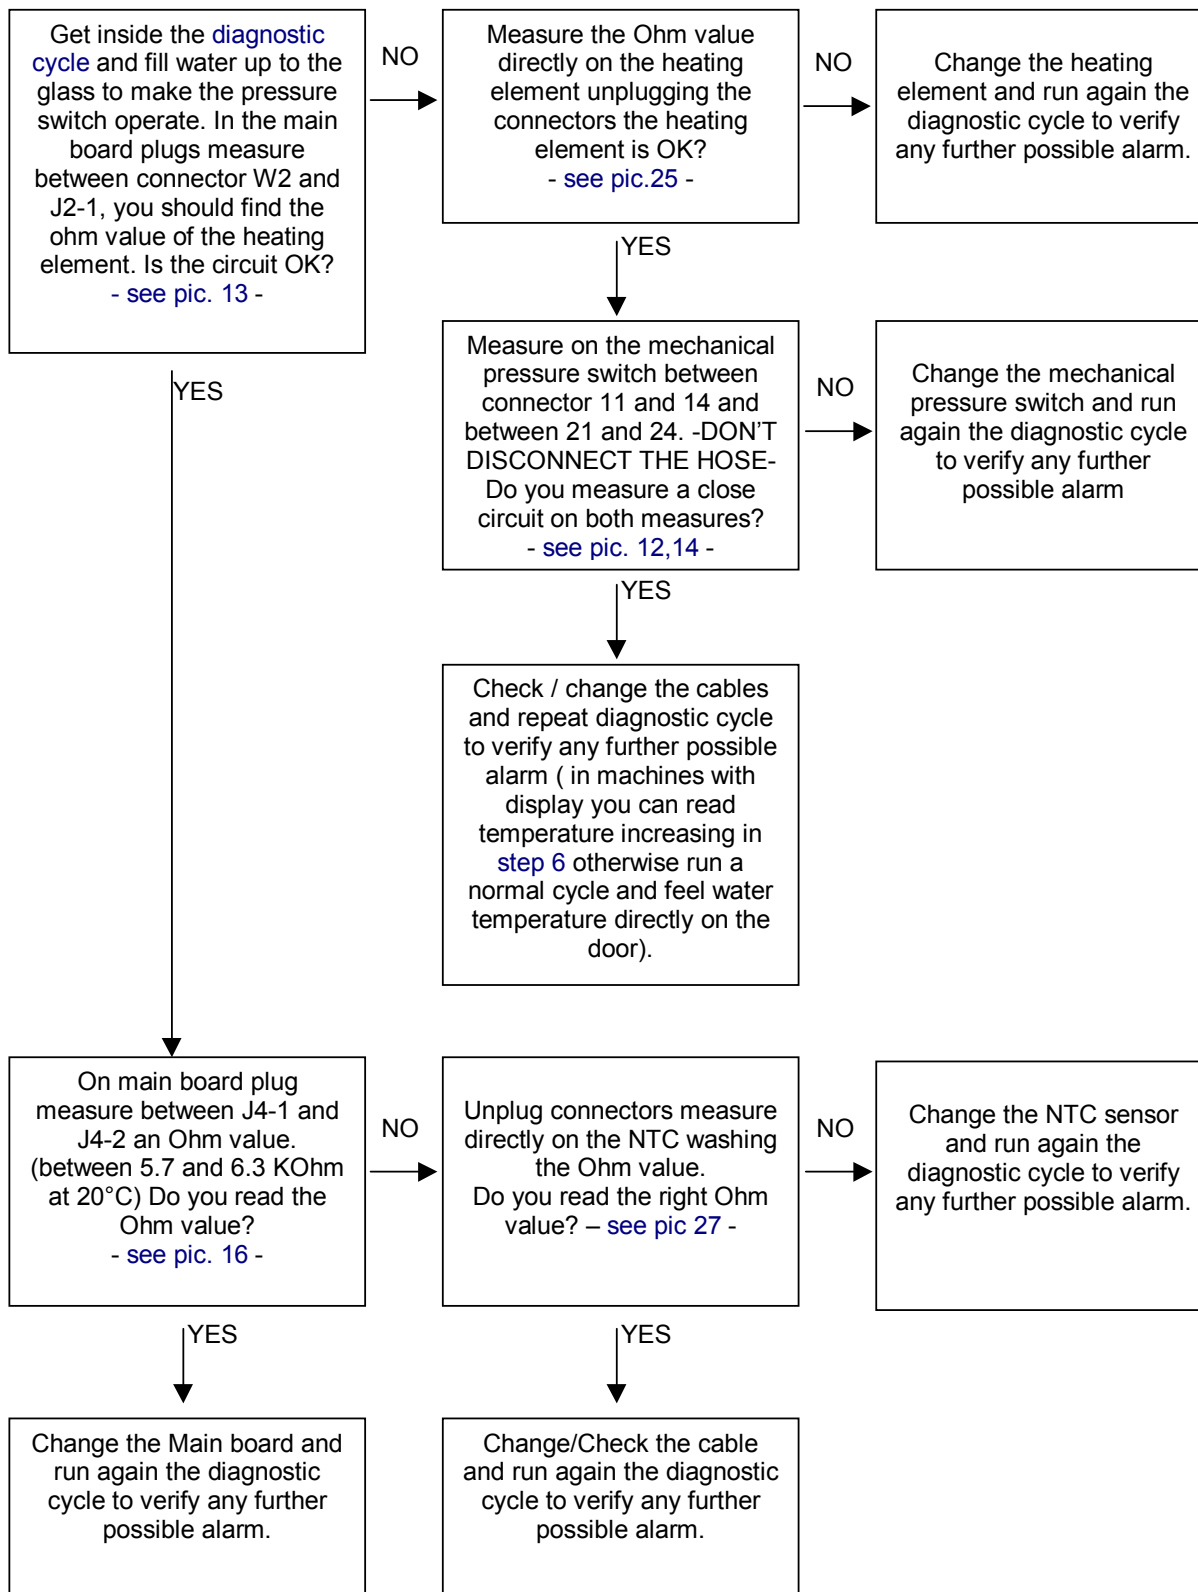 Get inside the diagnostic
cycle and fill water up to the
glass to make the pressure
switch operate. In the main
board plugs measure
between connector W2 and
J2-1, you should find the
ohm value of the heating
element. Is the circuit OK?
- see pic. 13 -
NO
Measure the Ohm value
directly on the heating
element unplugging the
connectors the heating
element is OK?
- see pic.25 -
NO
Change the heating
element and run again the
diagnostic cycle to verify
any further possible alarm.
YES
Measure on the mechanical
pressure switch between
connector 11 and 14 and
between 21 and 24. -DON'T
DISCONNECT THE HOSE-
Do you measure a close
circuit on both measures?
- see pic. 12,14 -
NO
Change the mechanical
pressure switch and run
again the diagnostic cycle
to verify any further
possible alarm
YES
YES
Check / change the cables
and repeat diagnostic cycle
to verify any further possible
alarm ( in machines with
display you can read
temperature increasing in
step 6 otherwise run a
normal cycle and feel water
temperature directly on the
door).
On main board plug
measure between J4-1 and
J4-2 an Ohm value.
(between 5.7 and 6.3 KOhm
at 20°C) Do you read the
Ohm value?
- see pic. 16 -
NO
Unplug connectors measure
directly on the NTC washing
the Ohm value.
Do you read the right Ohm
value? – see pic 27 -
NO
Change the NTC sensor
and run again the
diagnostic cycle to verify
any further possible alarm.
YES
YES
Change the Main board and
run again the diagnostic
cycle to verify any further
possible alarm.
Change/Check the cable
and run again the diagnostic
cycle to verify any further
possible alarm.